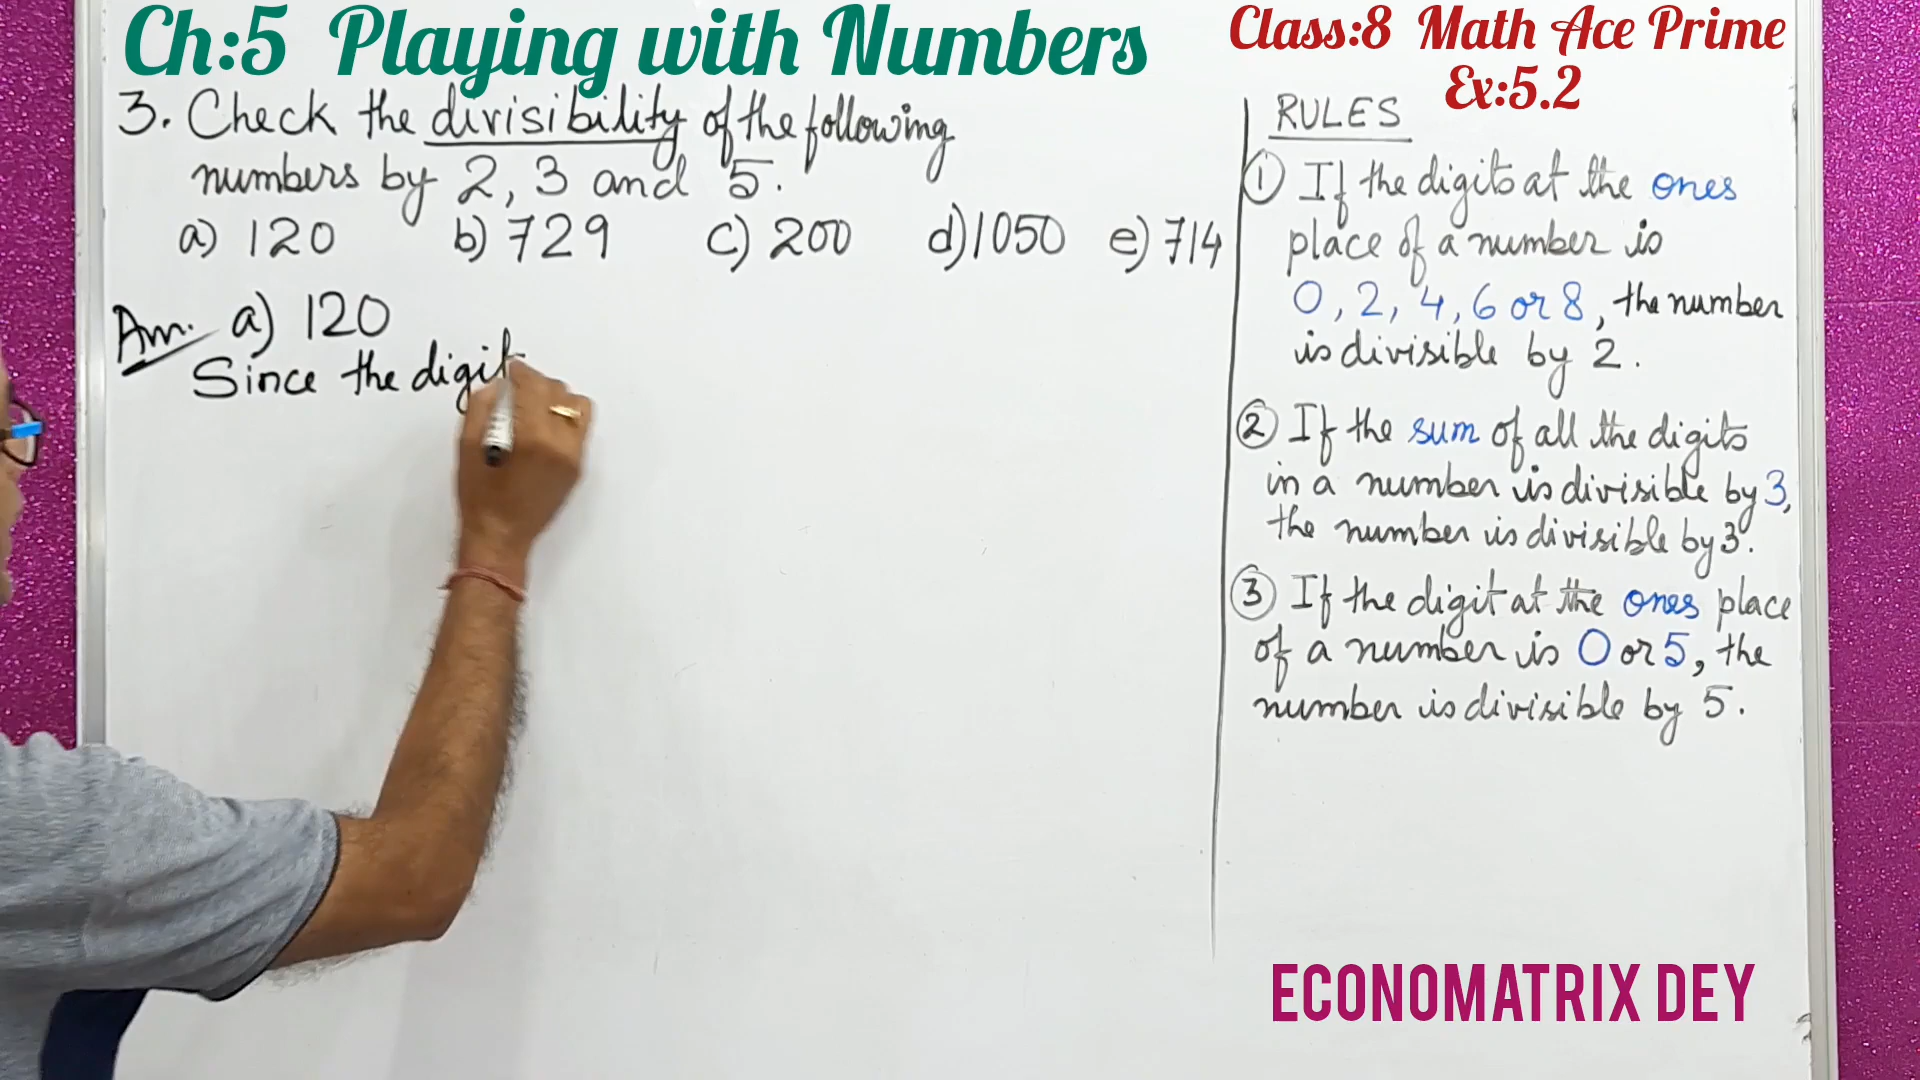 Ch:5 Playing with Numbers
Class:8 Math Ace Prime
Ex:5.2
3. Check the divisibility of the following
numbers by 2, 3 and 5.
a) 120 b) 729 c) 200 d) 1050 e) 714
Ans. a) 120
Since the digit
RULES
① If the digits at the ones
place of a number is
0, 2, 4, 6 or 8, the number
is divisible by 2.
② If the sum of all the digits
in a number is divisible by 3,
the number is divisible by 3.
③ If the digit at the ones place
of a number is 0 or 5, the
number is divisible by 5.
ECONOMATRIX DEY